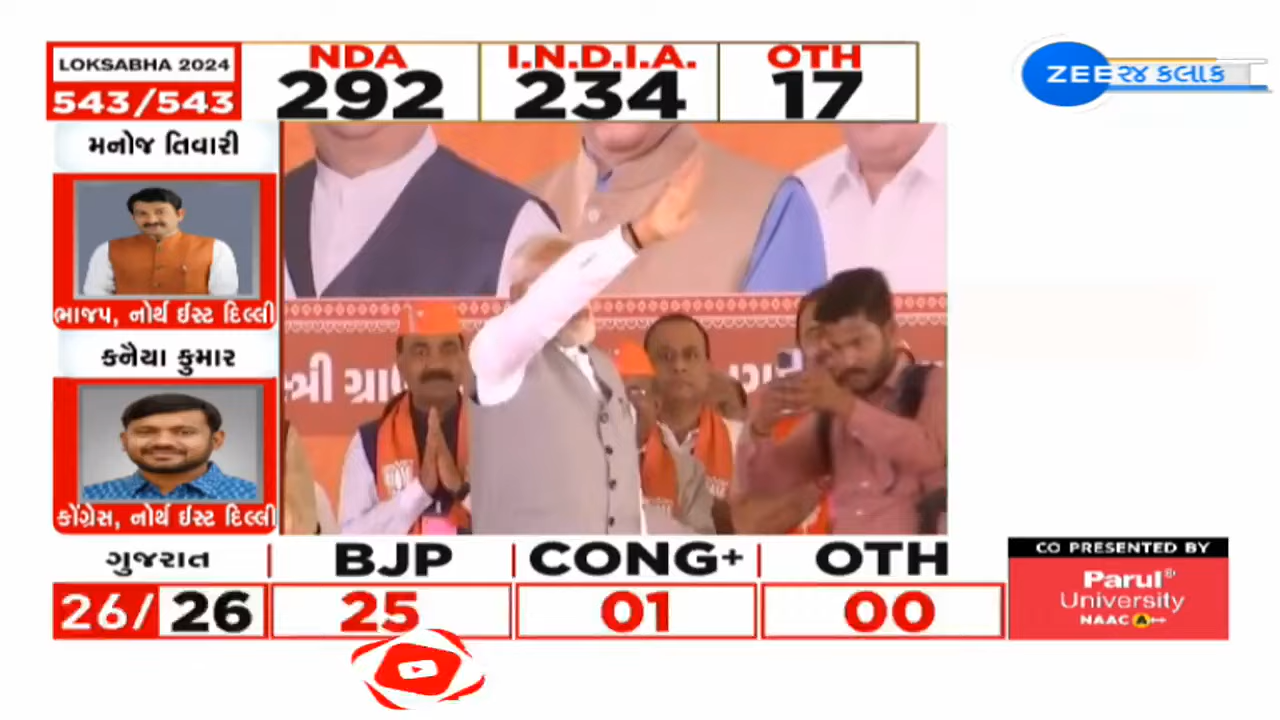 LOKSABHA 2024
543/543
NDA
292
I.N.D.I.A.
234
OTH
17
ZEE ૨૪ કલાક
મનોજ તિવારી
ભાજપ, નોર્થ ઈસ્ટ દિલ્લી
કનૈયા કુમાર
કોંગ્રેસ, નોર્થ ઈસ્ટ દિલ્લી
શ્રી
ગુજરાત
26/26
BJP
25
CONG+
01
OTH
00
CO PRESENTED BY
Parul®
University
NAAC A++